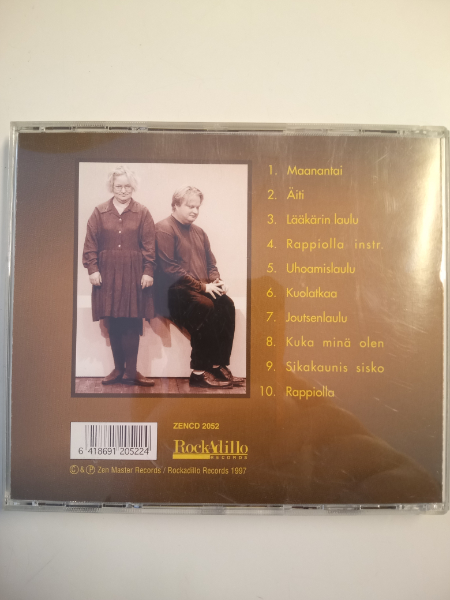 1. Maanantai
2. Äiti
3. Lääkärin laulu
4. Rappiolla instr.
5. Uhoamislaulu
6. Kuolatkaa
7. Joutsenlaulu
8. Kuka minä olen
9. Sikakaunis sisko
10. Rappiolla
ZENCD 2052
RockAdillo
RECORDS
6 418691 205224
© & ℗ Zen Master Records / Rockadillo Records 1997